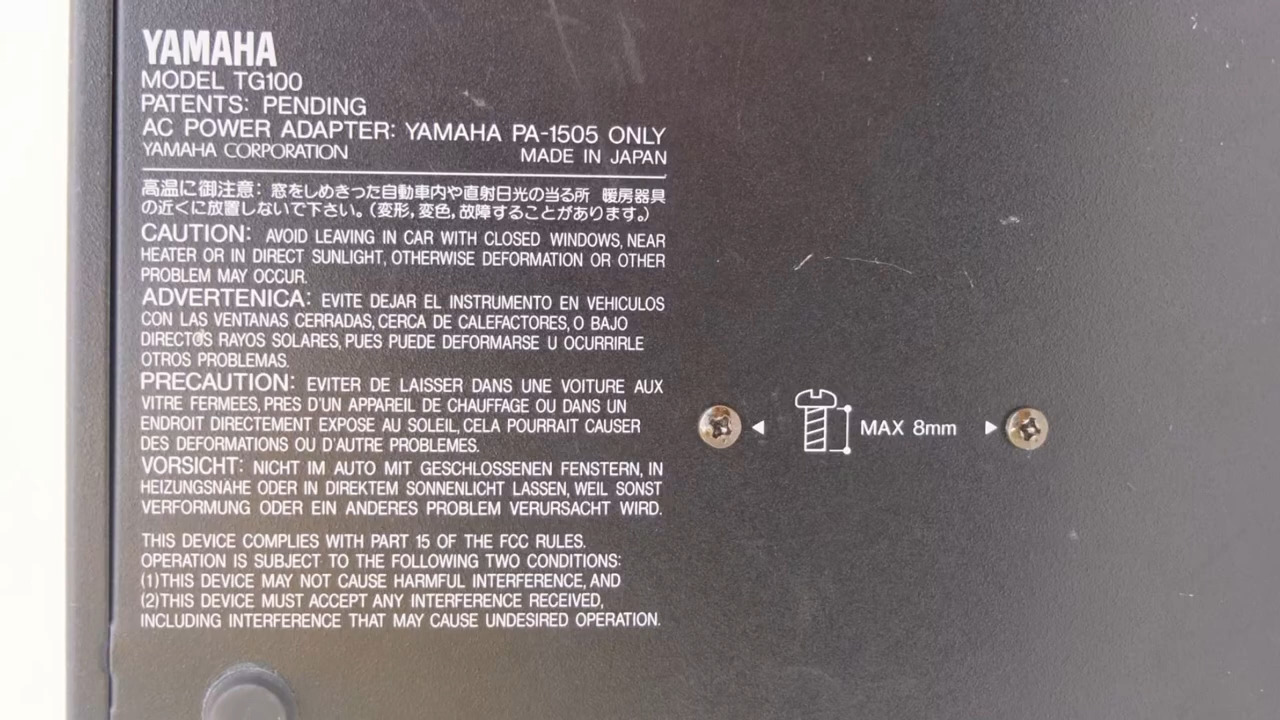 YAMAHA
MODEL TG100
PATENTS: PENDING
AC POWER ADAPTER: YAMAHA PA-1505 ONLY
YAMAHA CORPORATION MADE IN JAPAN
高温に御注意: 窓をしめきった自動車内や直射日光の当る所 暖房器具
の近くに放置しないで下さい。(変形,変色,故障することがあります。)
CAUTION: AVOID LEAVING IN CAR WITH CLOSED WINDOWS, NEAR
HEATER OR IN DIRECT SUNLIGHT, OTHERWISE DEFORMATION OR OTHER
PROBLEM MAY OCCUR.
ADVERTENICA: EVITE DEJAR EL INSTRUMENTO EN VEHICULOS
CON LAS VENTANAS CERRADAS, CERCA DE CALEFACTORES, O BAJO
DIRECTOS RAYOS SOLARES, PUES PUEDE DEFORMARSE U OCURRIRLE
OTROS PROBLEMAS.
PRECAUTION: EVITER DE LAISSER DANS UNE VOITURE AUX
VITRE FERMEES, PRES D'UN APPAREIL DE CHAUFFAGE OU DANS UN
ENDROIT DIRECTEMENT EXPOSE AU SOLEIL, CELA POURRAIT CAUSER
DES DEFORMATIONS OU D'AUTRE PROBLEMES.
VORSICHT: NICHT IM AUTO MIT GESCHLOSSENEN FENSTERN, IN
HEIZUNGSNÄHE ODER IN DIREKTEM SONNENLICHT LASSEN, WEIL SONST
VERFORMUNG ODER EIN ANDERES PROBLEM VERURSACHT WIRD.
THIS DEVICE COMPLIES WITH PART 15 OF THE FCC RULES.
OPERATION IS SUBJECT TO THE FOLLOWING TWO CONDITIONS:
(1)THIS DEVICE MAY NOT CAUSE HARMFUL INTERFERENCE, AND
(2)THIS DEVICE MUST ACCEPT ANY INTERFERENCE RECEIVED,
INCLUDING INTERFERENCE THAT MAY CAUSE UNDESIRED OPERATION.
MAX 8mm